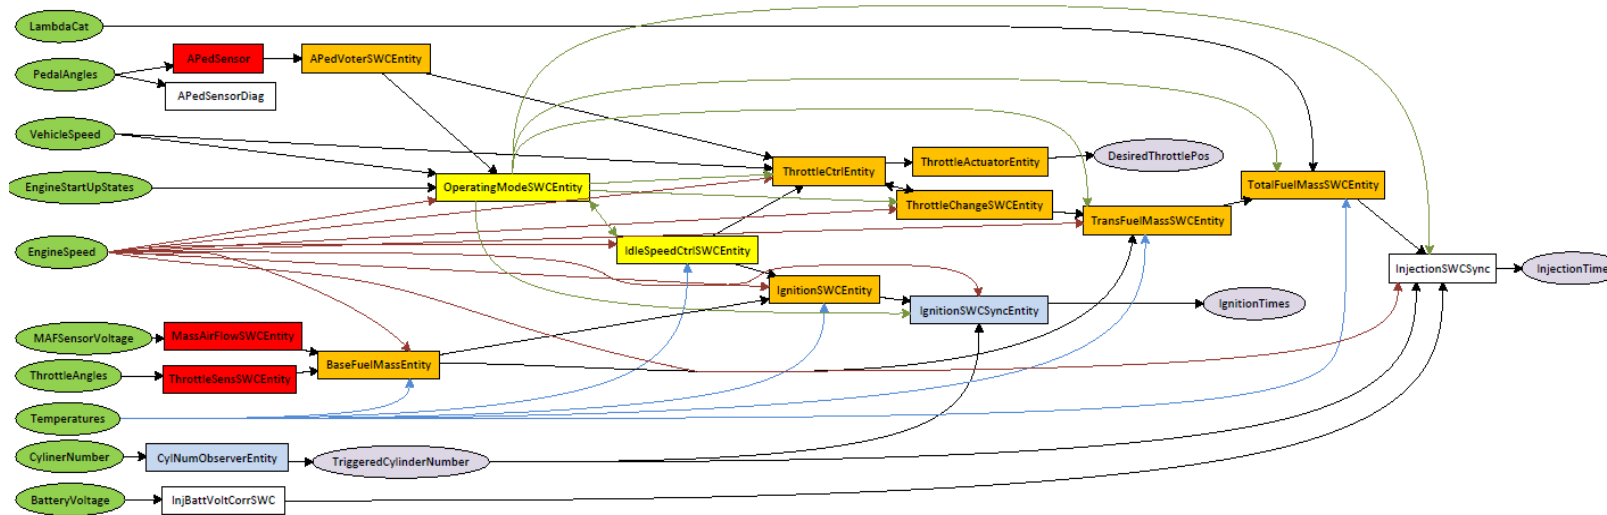 LambdaCat
PedalAngles
APedSensor
APedVoterSWCEntity
APedSensorDiag
VehicleSpeed
EngineStartUpStates
OperatingModeSWCEntity
ThrottleCtrlEntity
ThrottleActuatorEntity
DesiredThrottlePos
ThrottleChangeSWCEntity
TransFuelMassSWCEntity
TotalFuelMassSWCEntity
EngineSpeed
IdleSpeedCtrlSWCEntity
InjectionSWCSync
InjectionTime
IgnitionSWCEntity
IgnitionSWCSyncEntity
IgnitionTimes
MAFSensorVoltage
MassAirFlowSWCEntity
BaseFuelMassEntity
ThrottleAngles
ThrottleSensSWCEntity
Temperatures
CylinerNumber
CylNumObserverEntity
TriggeredCylinderNumber
BatteryVoltage
InjBattVoltCorrSWC